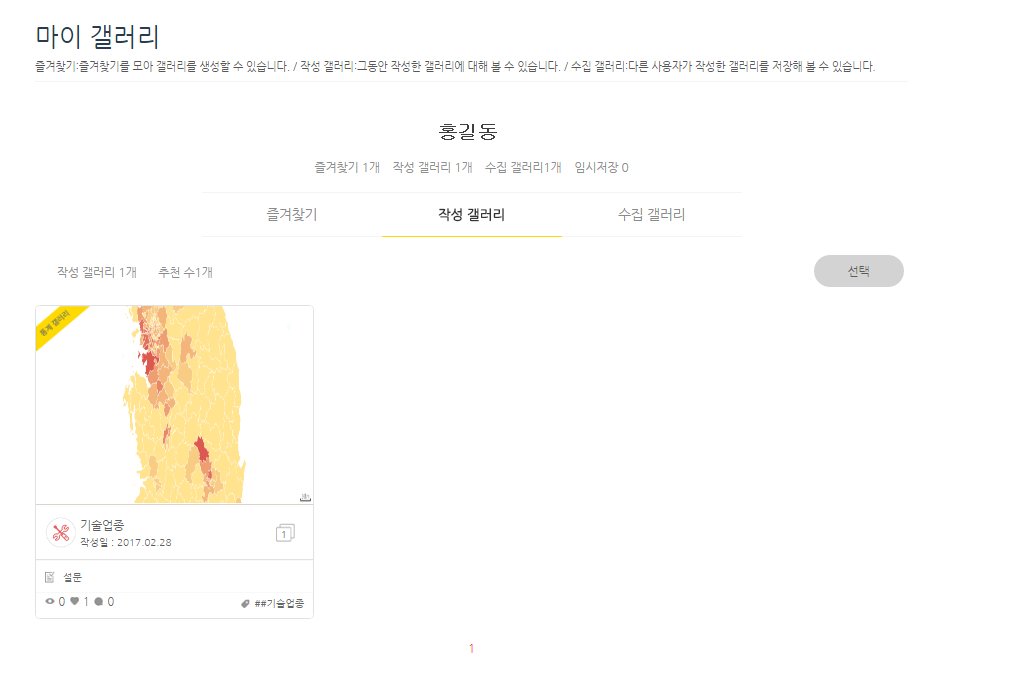 마이 갤러리
즐겨찾기:즐겨찾기를 모아 갤러리를 생성할 수 있습니다. / 작성 갤러리:그동안 작성한 갤러리에 대해 볼 수 있습니다. / 수집 갤러리:다른 사용자가 작성한 갤러리를 저장해 볼 수 있습니다.
홍길동
즐겨찾기 1개 작성 갤러리 1개 수집 갤러리1개 임시저장 0
즐겨찾기 작성 갤러리 수집 갤러리
작성 갤러리 1개 추천 수1개 선택
통계 갤러리
기술업종 1
작성일 : 2017.02.28
설문
0 1 0 ##기술업종
1